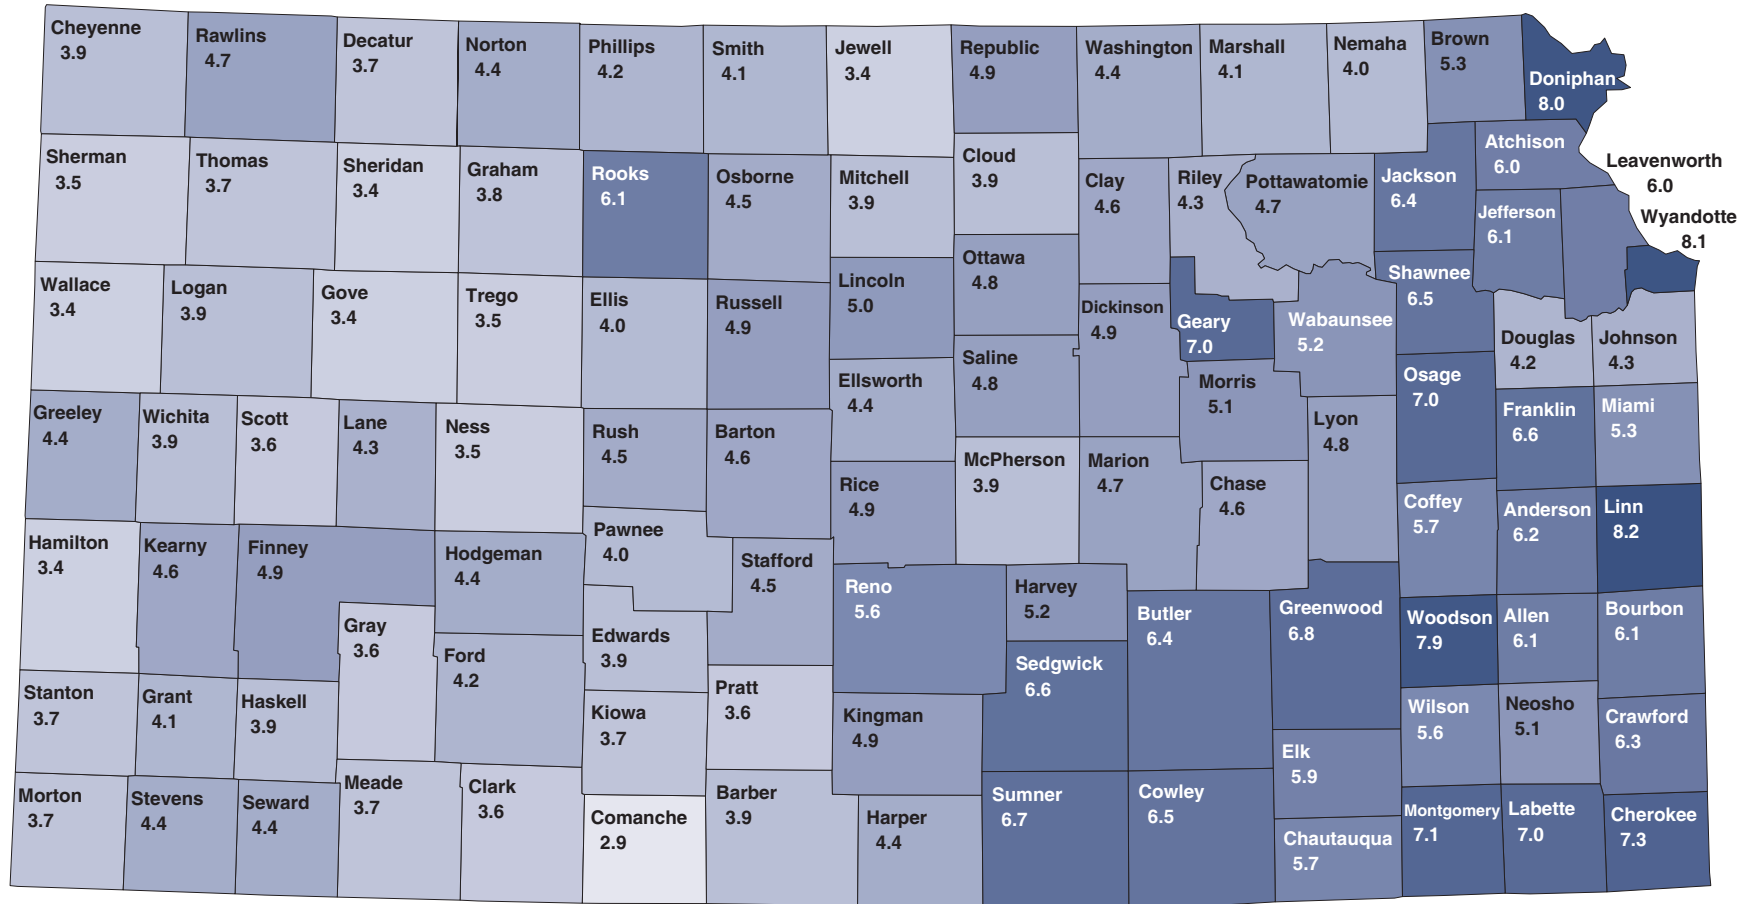 Cheyenne
3.9
Rawlins
4.7
Decatur
3.7
Norton
4.4
Phillips
4.2
Smith
4.1
Jewell
3.4
Republic
4.9
Washington
4.4
Marshall
4.1
Nemaha
4.0
Brown
5.3
Doniphan
8.0
Sherman
3.5
Thomas
3.7
Sheridan
3.4
Graham
3.8
Rooks
6.1
Osborne
4.5
Mitchell
3.9
Cloud
3.9
Clay
4.6
Riley
4.3
Pottawatomie
4.7
Jackson
6.4
Atchison
6.0
Leavenworth
6.0
Jefferson
6.1
Wyandotte
8.1
Wallace
3.4
Logan
3.9
Gove
3.4
Trego
3.5
Ellis
4.0
Russell
4.9
Lincoln
5.0
Ottawa
4.8
Dickinson
4.9
Geary
7.0
Wabaunsee
5.2
Shawnee
6.5
Douglas
4.2
Johnson
4.3
Ellsworth
4.4
Saline
4.8
Morris
5.1
Osage
7.0
Franklin
6.6
Miami
5.3
Greeley
4.4
Wichita
3.9
Scott
3.6
Lane
4.3
Ness
3.5
Rush
4.5
Barton
4.6
Rice
4.9
McPherson
3.9
Marion
4.7
Chase
4.6
Lyon
4.8
Coffey
5.7
Anderson
6.2
Linn
8.2
Hamilton
3.4
Kearny
4.6
Finney
4.9
Hodgeman
4.4
Pawnee
4.0
Stafford
4.5
Reno
5.6
Harvey
5.2
Butler
6.4
Greenwood
6.8
Woodson
7.9
Allen
6.1
Bourbon
6.1
Gray
3.6
Ford
4.2
Edwards
3.9
Sedgwick
6.6
Stanton
3.7
Grant
4.1
Haskell
3.9
Kiowa
3.7
Pratt
3.6
Kingman
4.9
Elk
5.9
Wilson
5.6
Neosho
5.1
Crawford
6.3
Morton
3.7
Stevens
4.4
Seward
4.4
Meade
3.7
Clark
3.6
Comanche
2.9
Barber
3.9
Harper
4.4
Sumner
6.7
Cowley
6.5
Chautauqua
5.7
Montgomery
7.1
Labette
7.0
Cherokee
7.3